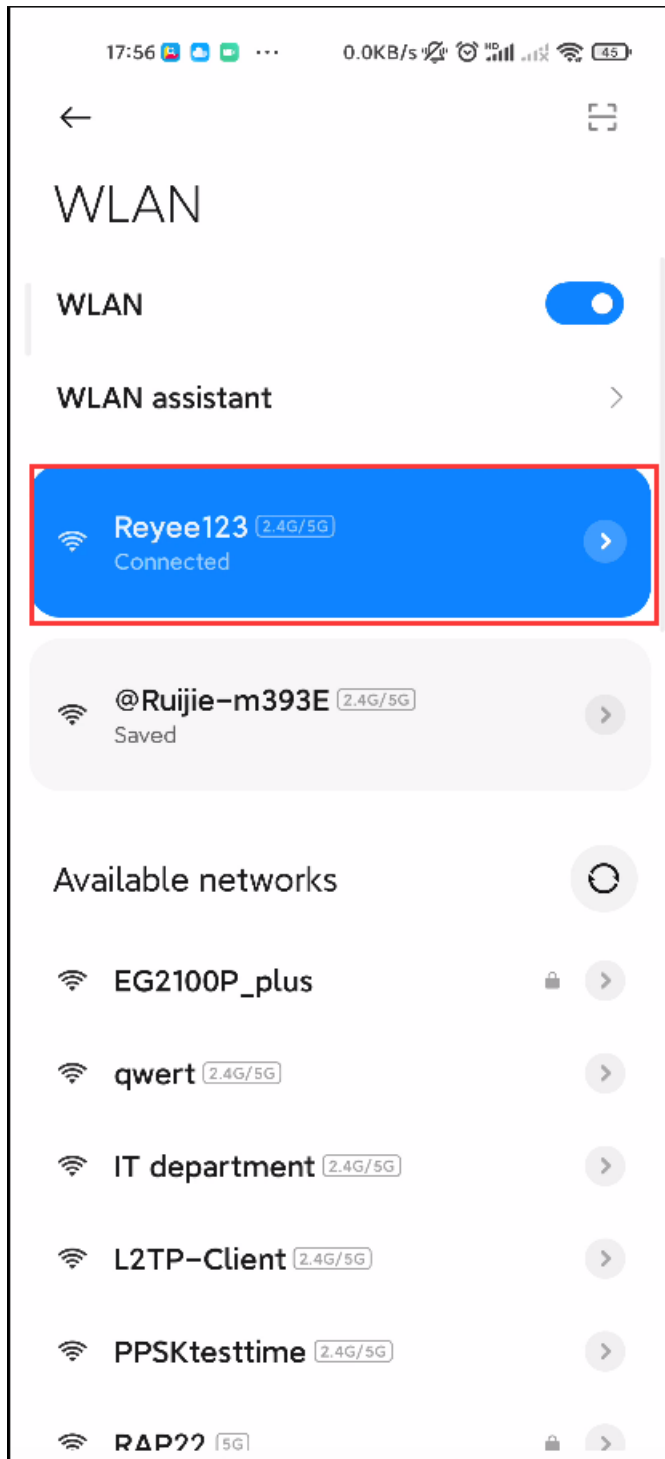 17:56 ... 0.0KB/s HD 45
WLAN
WLAN
WLAN assistant
Reyee123 2.4G/5G
Connected
@Ruijie-m393E 2.4G/5G
Saved
Available networks
EG2100P_plus
qwert 2.4G/5G
IT department 2.4G/5G
L2TP-Client 2.4G/5G
PPSKtesttime 2.4G/5G
RAP22 5G